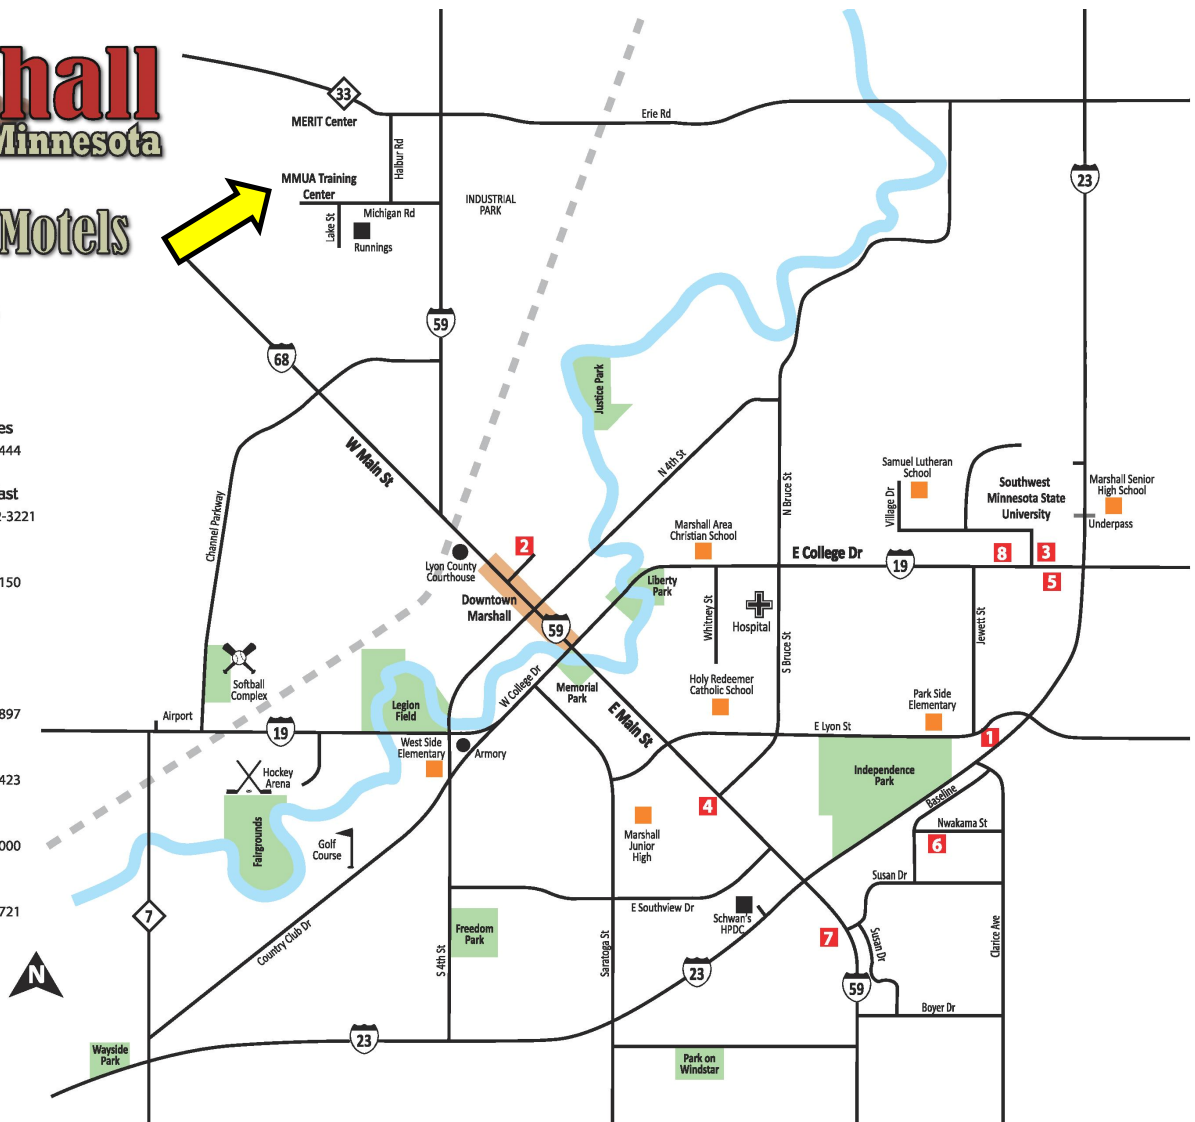 hall
Minnesota
Motels
es
444
ast
2-3221
150
897
423
000
721
N
33
MERIT Center
Erie Rd
Halbur Rd
MMUA Training
Center
Michigan Rd
Lake St
Runnings
INDUSTRIAL
PARK
23
59
68
Justice Park
W Main St
N 4th St
Channel Parkway
N Bruce St
Samuel Lutheran
School
Village Dr
Southwest
Minnesota State
University
Marshall Senior
High School
Underpass
Marshall Area
Christian School
E College Dr
19
8
3
5
2
Lyon County
Courthouse
Downtown
Marshall
59
Liberty
Park
Whitney St
Hospital
S Bruce St
Jewett St
Softball
Complex
Legion
Field
W College Dr
Memorial
Park
Holy Redeemer
Catholic School
Park Side
Elementary
Airport
19
E Main St
E Lyon St
1
West Side
Elementary
Armory
Hockey
Arena
Independence
Park
Baseline
4
Nwakama St
6
Fairgrounds
Golf
Course
Marshall
Junior
High
Susan Dr
7
Country Club Dr
Freedom
Park
S 4th St
E Southview Dr
Schwan's
HPDC
Saratoga St
7
Susan Dr
Clarice Ave
23
59
Boyer Dr
23
Wayside
Park
Park on
Windstar